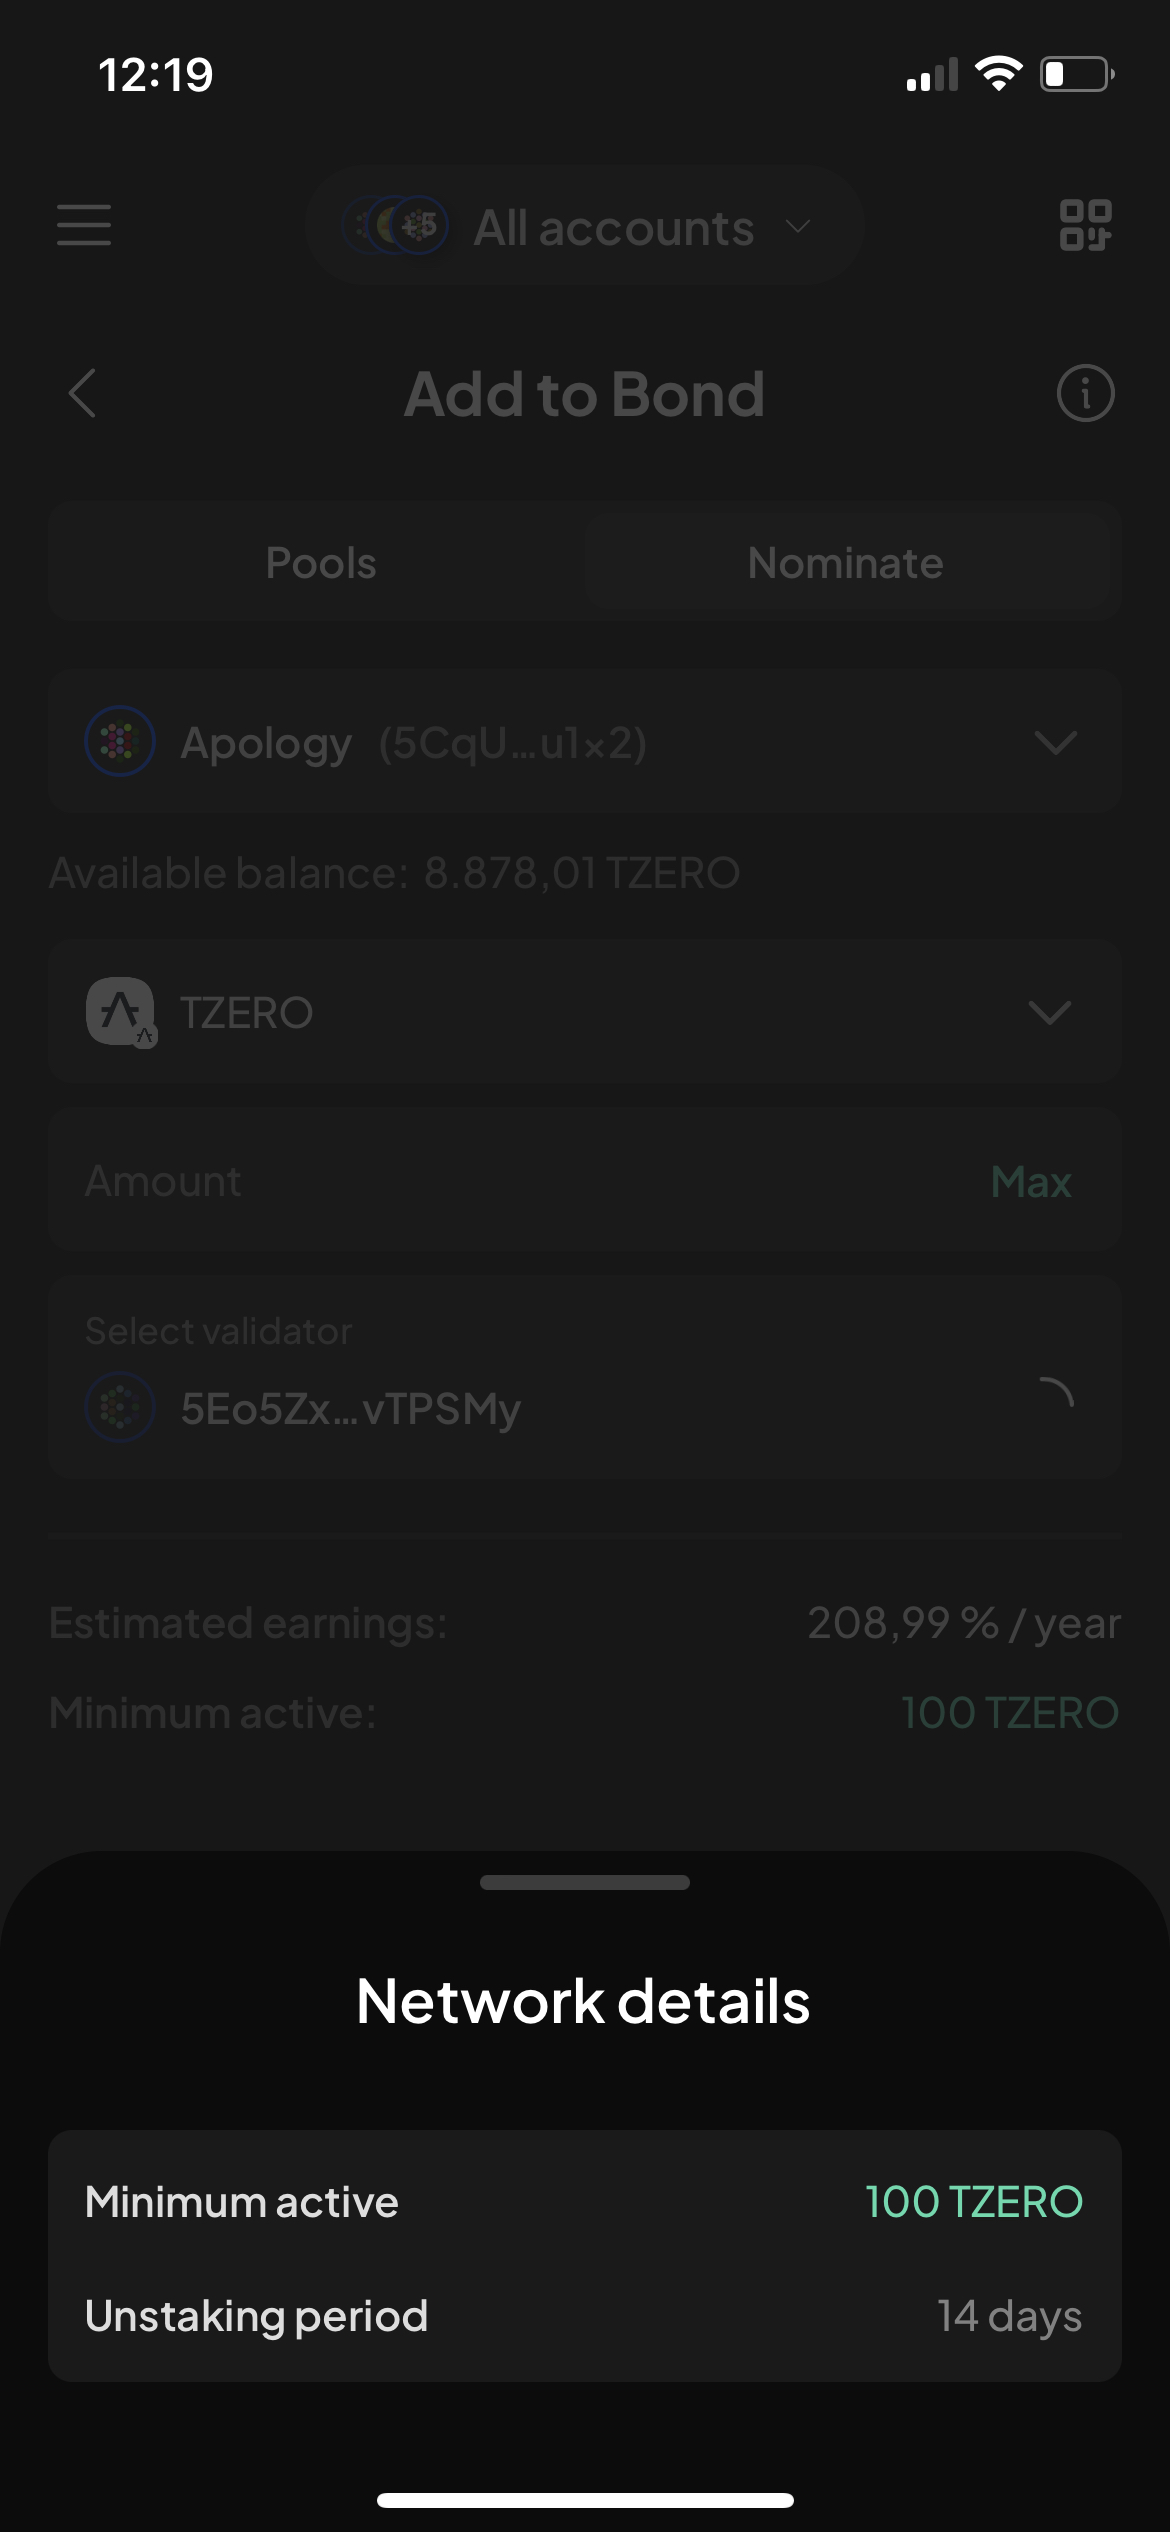 12:19
+5 All accounts
Add to Bond
Pools Nominate
Apology (5CqU...u1x2)
Available balance: 8.878,01 TZERO
TZERO
Amount Max
Select validator
5Eo5Zx...vTPSMy
Estimated earnings: 208,99 % / year
Minimum active: 100 TZERO
Network details
Minimum active 100 TZERO
Unstaking period 14 days